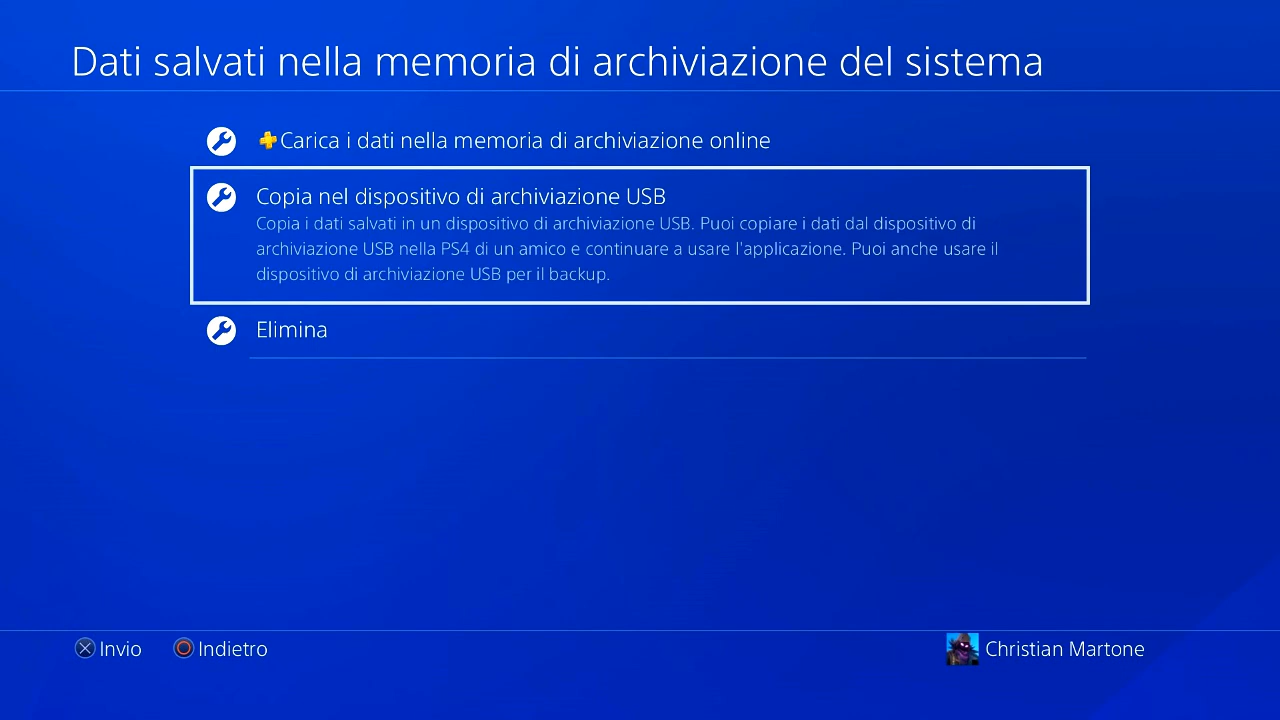 Dati salvati nella memoria di archiviazione del sistema
Carica i dati nella memoria di archiviazione online
Copia nel dispositivo di archiviazione USB
Copia i dati salvati in un dispositivo di archiviazione USB. Puoi copiare i dati dal dispositivo di
archiviazione USB nella PS4 di un amico e continuare a usare l'applicazione. Puoi anche usare il
dispositivo di archiviazione USB per il backup.
Elimina
Invio Indietro Christian Martone